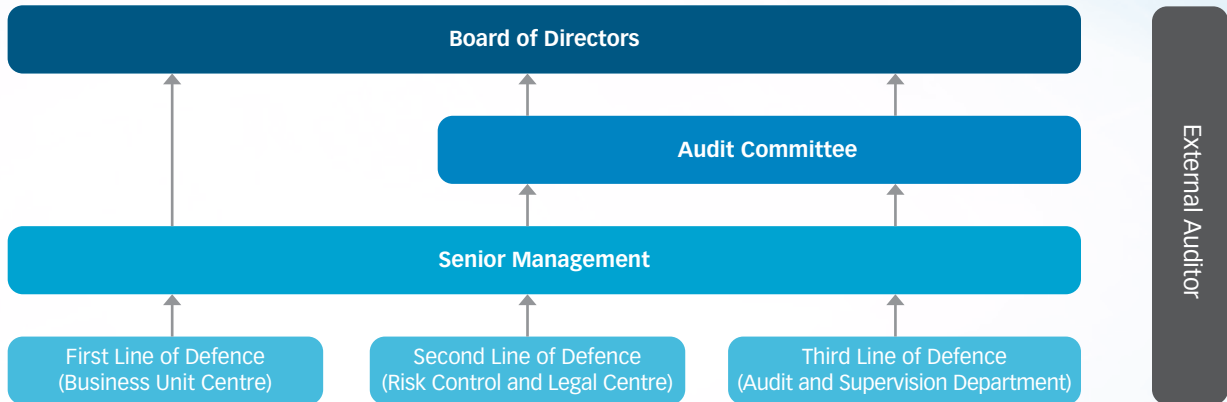 Board of Directors
Audit Committee
Senior Management
First Line of Defence
(Business Unit Centre)
Second Line of Defence
(Risk Control and Legal Centre)
Third Line of Defence
(Audit and Supervision Department)
External Auditor